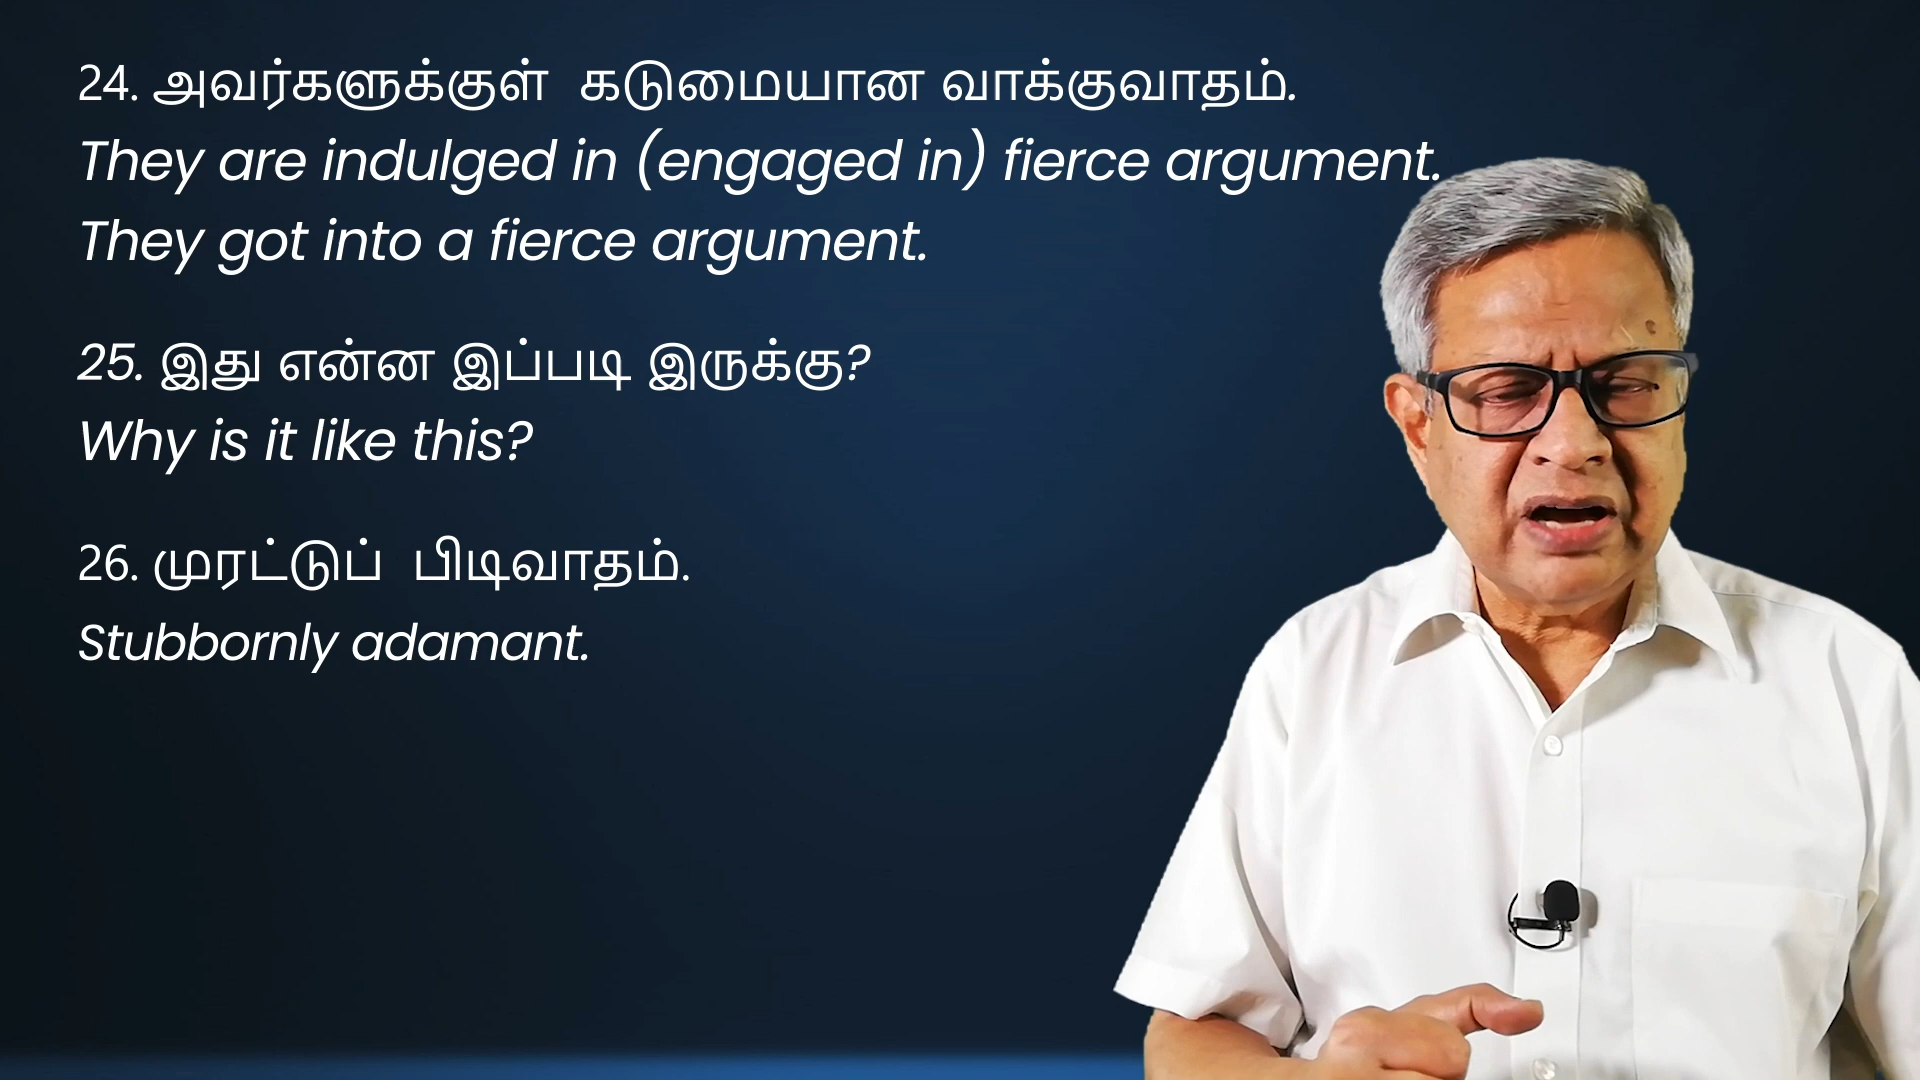 24. அவர்களுக்குள் கடுமையான வாக்குவாதம்.
They are indulged in (engaged in) fierce argument.
They got into a fierce argument.
25. இது என்ன இப்படி இருக்கு?
Why is it like this?
26. முரட்டுப் பிடிவாதம்.
Stubbornly adamant.